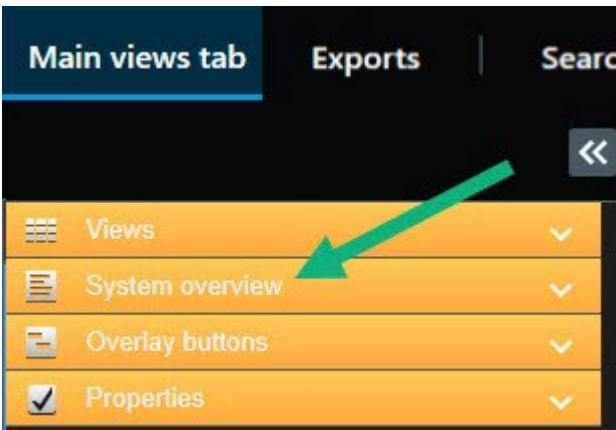 Main views tab Exports
Views
System overview
Overlay buttons
Properties